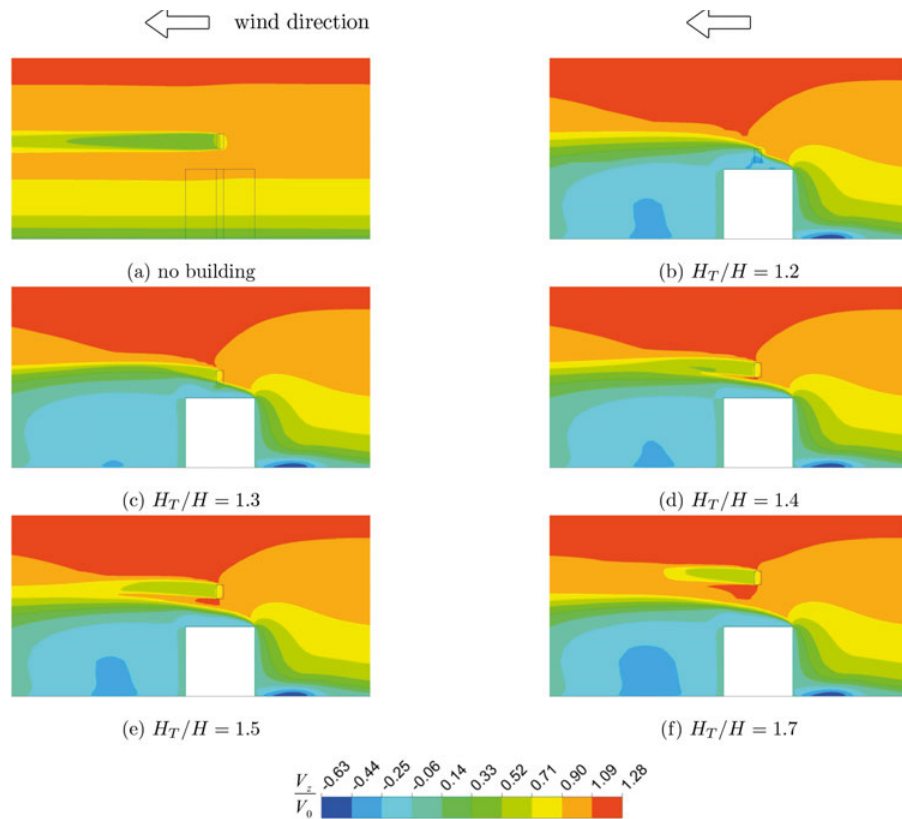 wind direction
(a) no building
(b) H_T/H = 1.2
(c) H_T/H = 1.3
(d) H_T/H = 1.4
(e) H_T/H = 1.5
(f) H_T/H = 1.7
V_z/V_0
-0.63 -0.44 -0.25 -0.06 0.14 0.33 0.52 0.71 0.90 1.09 1.28